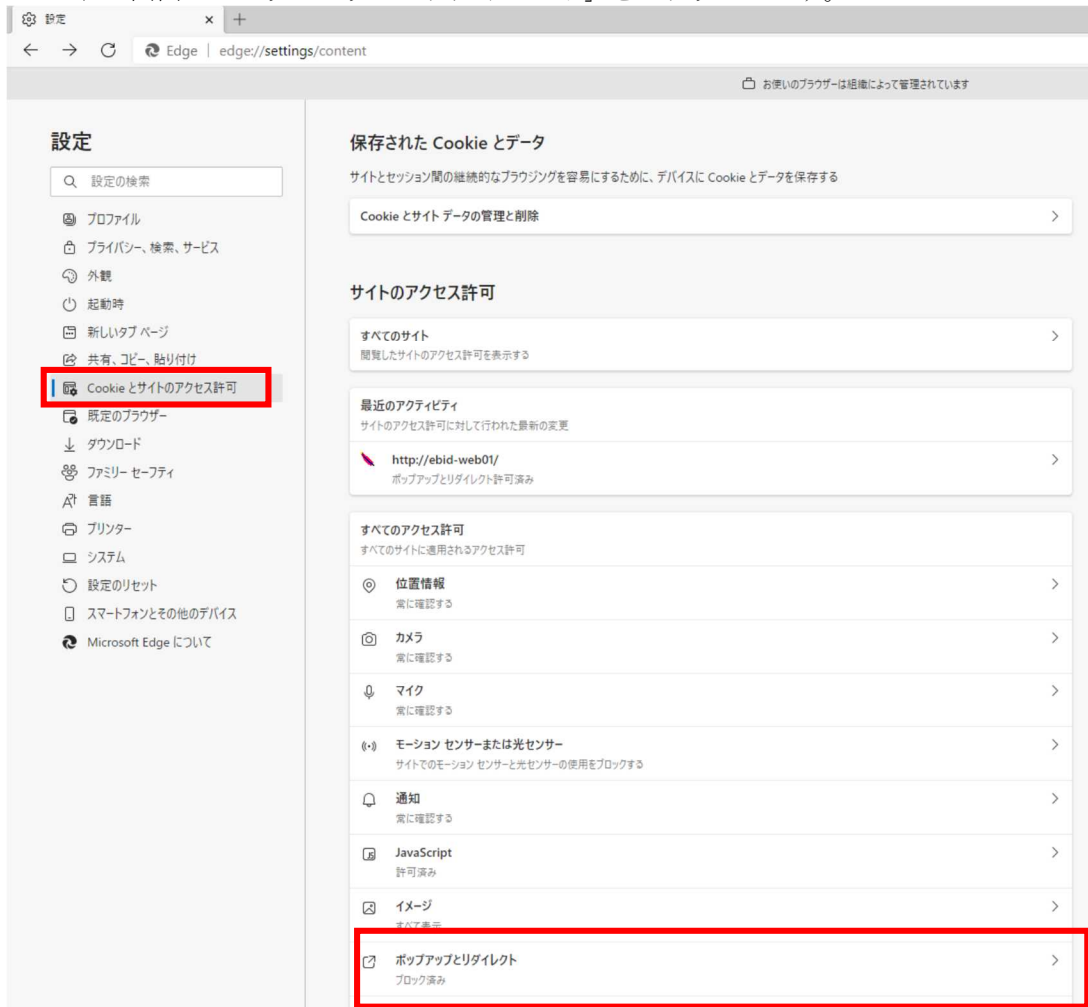 設定
Edge | edge://settings/content
お使いのブラウザーは組織によって管理されています
設定
設定の検索
プロファイル
プライバシー、検索、サービス
外観
起動時
新しいタブ ページ
共有、コピー、貼り付け
Cookie とサイトのアクセス許可
既定のブラウザー
ダウンロード
ファミリー セーフティ
言語
プリンター
システム
設定のリセット
スマートフォンとその他のデバイス
Microsoft Edge について
保存された Cookie とデータ
サイトとセッション間の継続的なブラウジングを容易にするために、デバイスに Cookie とデータを保存する
Cookie とサイト データの管理と削除
サイトのアクセス許可
すべてのサイト
閲覧したサイトのアクセス許可を表示する
最近のアクティビティ
サイトのアクセス許可に対して行われた最新の変更
http://ebid-web01/
ポップアップとリダイレクト許可済み
すべてのアクセス許可
すべてのサイトに適用されるアクセス許可
位置情報
常に確認する
カメラ
常に確認する
マイク
常に確認する
モーション センサーまたは光センサー
サイトでのモーション センサーと光センサーの使用をブロックする
通知
常に確認する
JavaScript
許可済み
イメージ
すべて表示
ポップアップとリダイレクト
ブロック済み